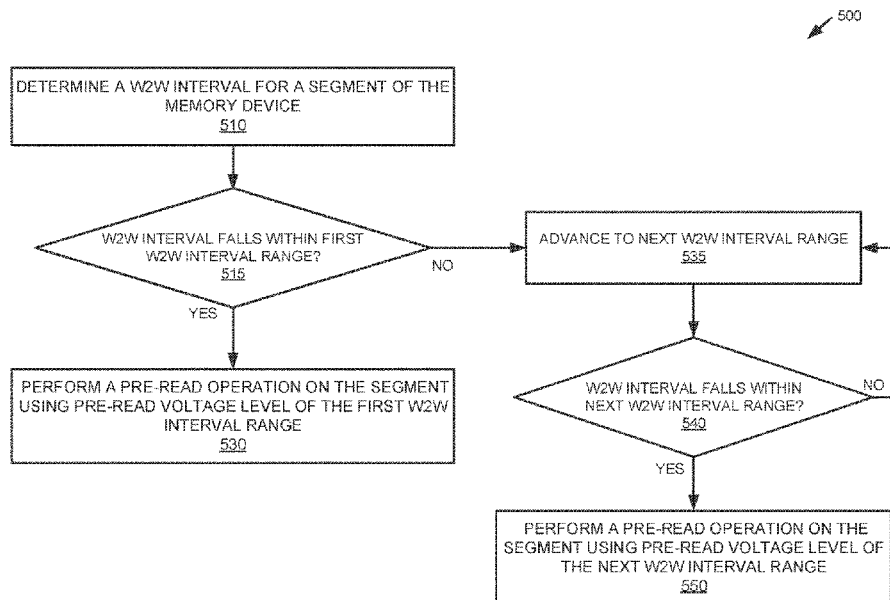 500
DETERMINE A W2W INTERVAL FOR A SEGMENT OF THE
MEMORY DEVICE
510
W2W INTERVAL FALLS WITHIN FIRST
W2W INTERVAL RANGE?
515
NO
YES
PERFORM A PRE-READ OPERATION ON THE SEGMENT
USING PRE-READ VOLTAGE LEVEL OF THE FIRST W2W
INTERVAL RANGE
530
ADVANCE TO NEXT W2W INTERVAL RANGE
535
W2W INTERVAL FALLS WITHIN
NEXT W2W INTERVAL RANGE?
540
NO
YES
PERFORM A PRE-READ OPERATION ON THE
SEGMENT USING PRE-READ VOLTAGE LEVEL OF
THE NEXT W2W INTERVAL RANGE
550